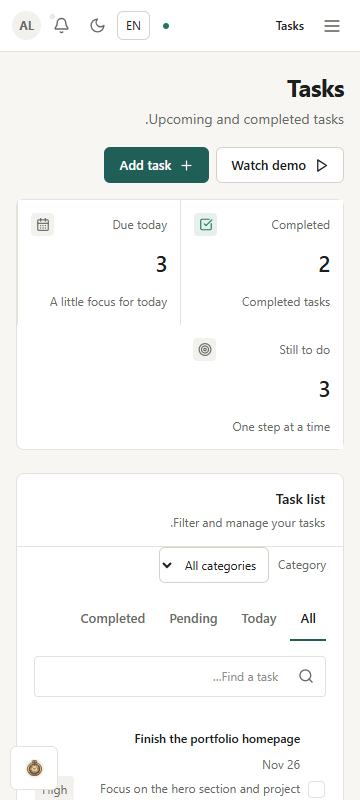 Tasks
EN
AL
Tasks
.Upcoming and completed tasks
Watch demo
Add task
Completed
2
Completed tasks
Due today
3
A little focus for today
Still to do
3
One step at a time
Task list
.Filter and manage your tasks
Category
All categories
All
Today
Pending
Completed
...Find a task
Finish the portfolio homepage
Nov 26
Focus on the hero section and project
High